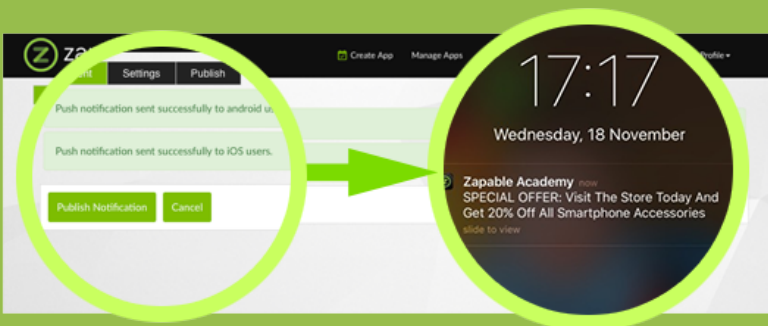 Create App
Manage Apps
Profile
Settings
Publish
Push notification sent successfully to android
Push notification sent successfully to iOS users.
Publish Notification
Cancel
17:17
Wednesday, 18 November
Zapable Academy now
SPECIAL OFFER: Visit The Store Today And
Get 20% Off All Smartphone Accessories
slide to view